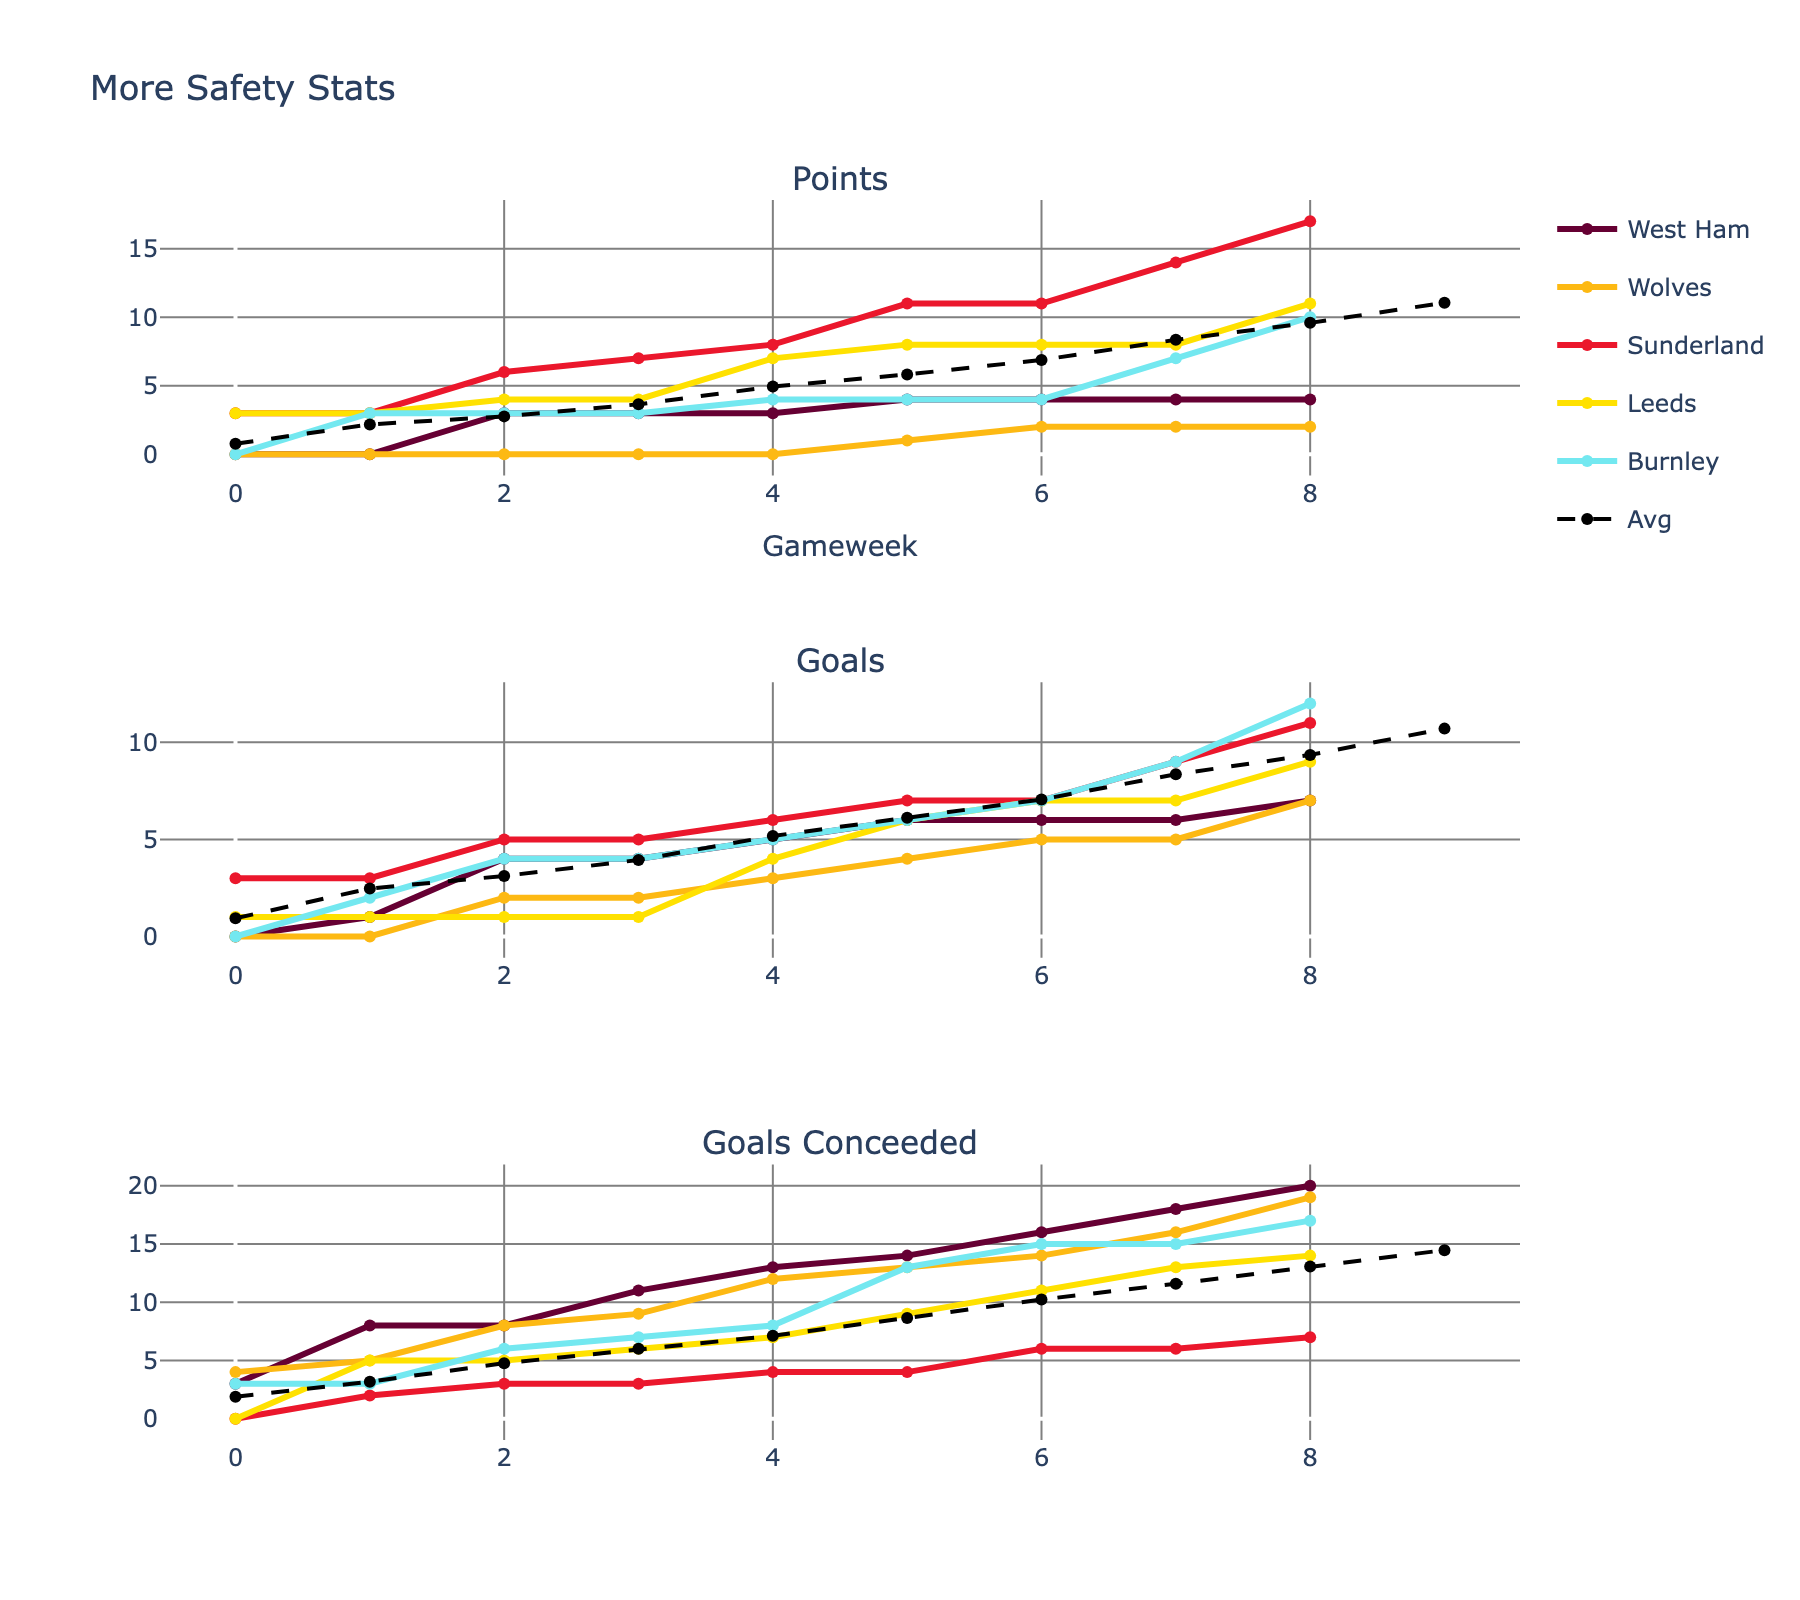 More Safety Stats
Points
15
10
5
0
0 2 4 6 8
Gameweek
West Ham
Wolves
Sunderland
Leeds
Burnley
Avg
Goals
10
5
0
0 2 4 6 8
Goals Conceeded
20
15
10
5
0
0 2 4 6 8